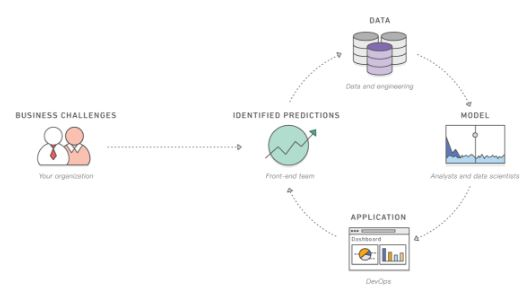 DATA
Data and engineering
BUSINESS CHALLENGES
Your organization
IDENTIFIED PREDICTIONS
Front-end team
MODEL
Analysts and data scientists
APPLICATION
Dashboard
DevOps